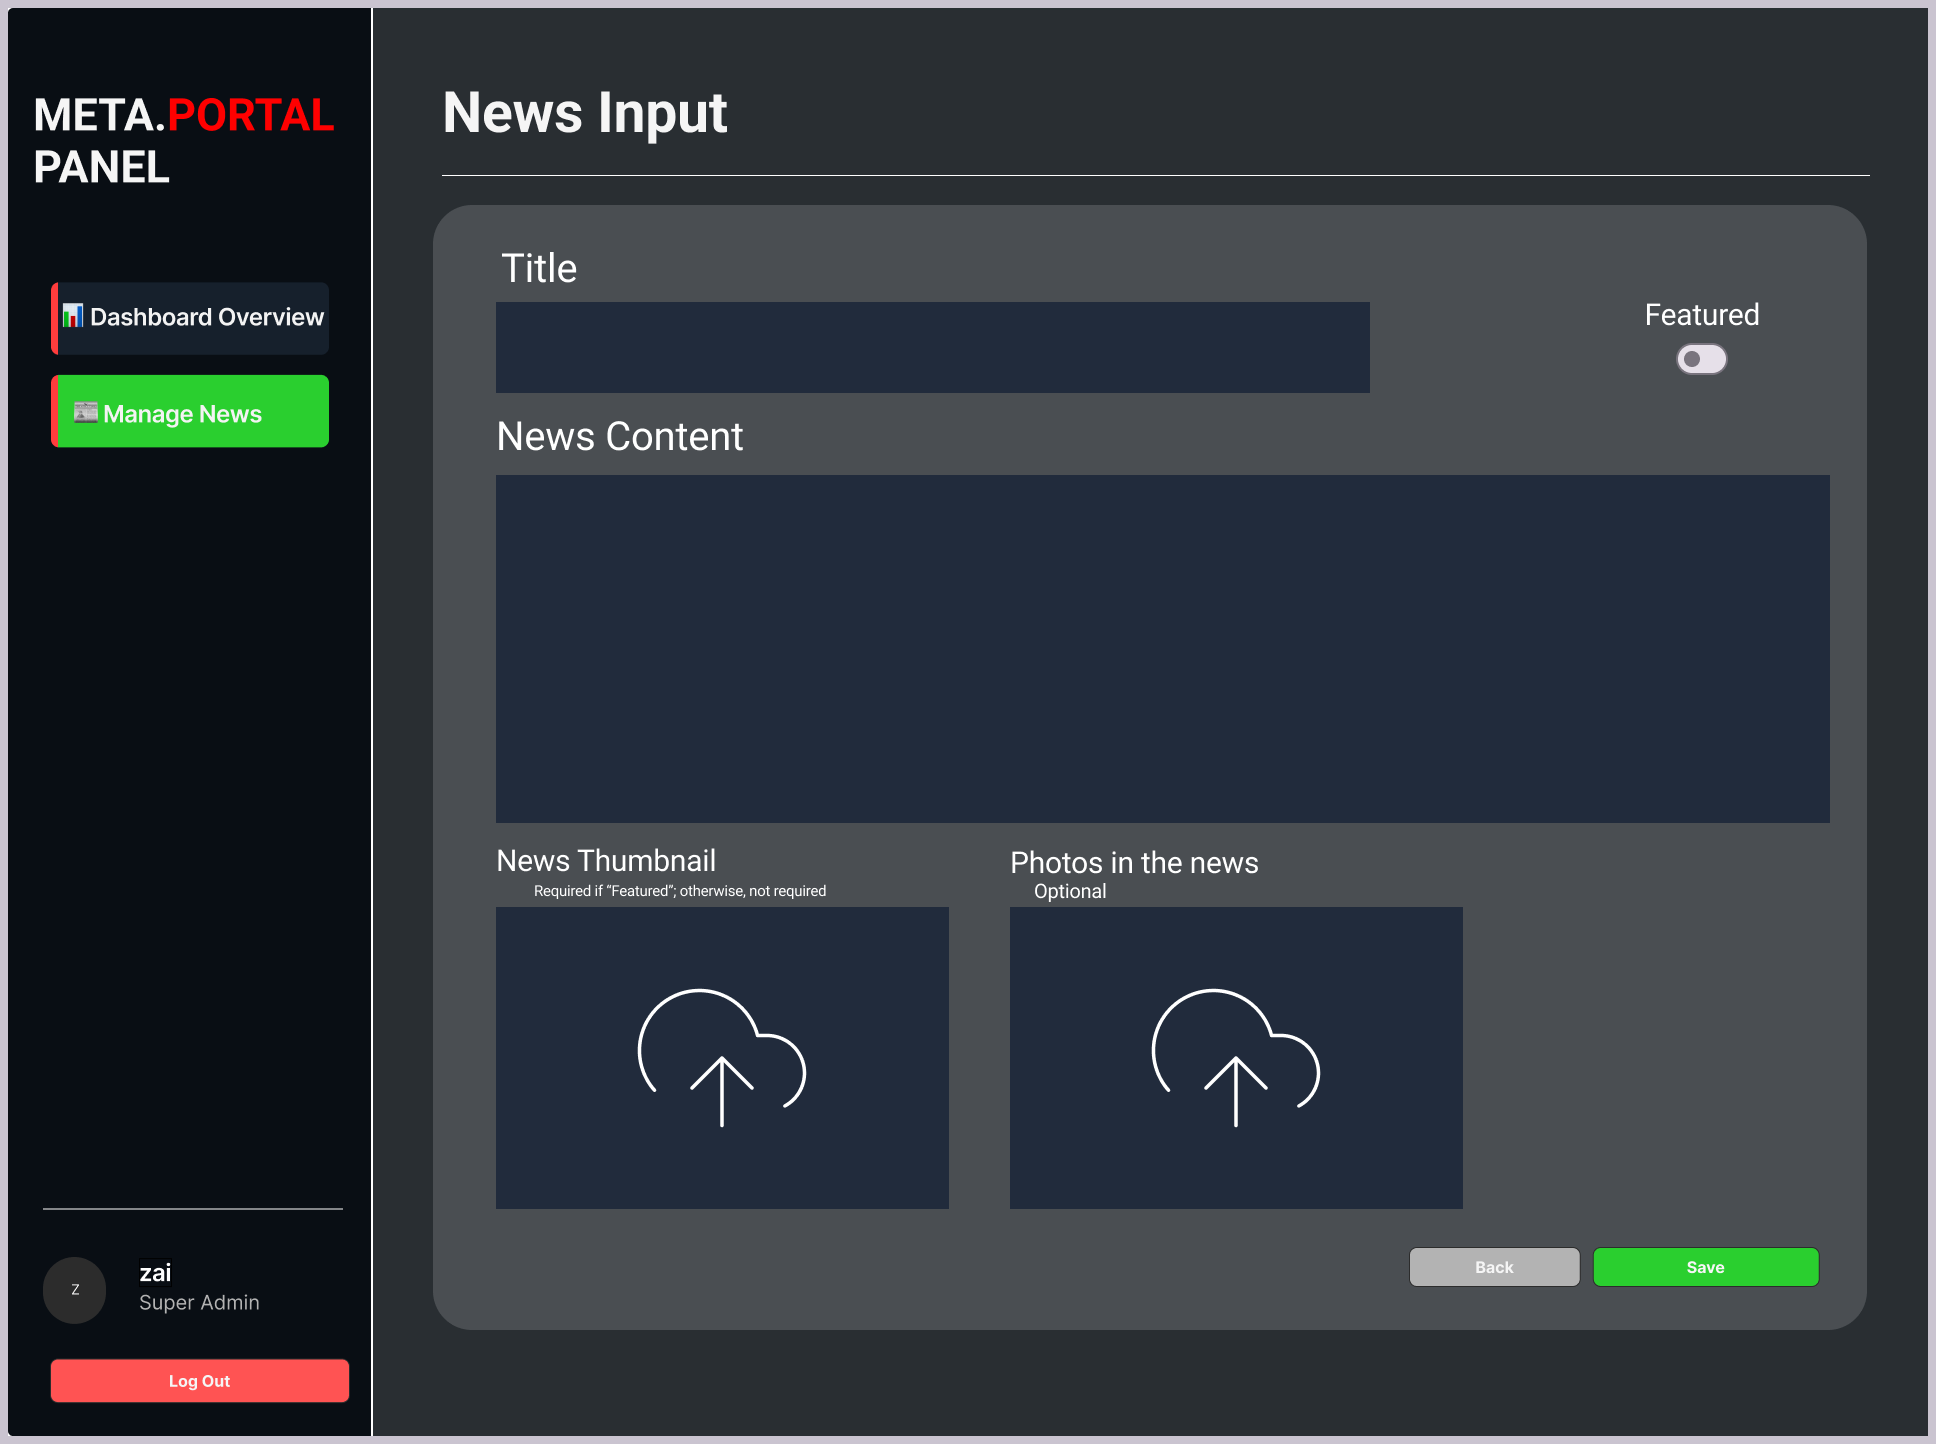 META.PORTAL
PANEL
📊 Dashboard Overview
📰 Manage News
zai
Z
Super Admin
Log Out
News Input
Title
Featured
News Content
News Thumbnail
Required if “Featured”; otherwise, not required
Photos in the news
Optional
Back
Save